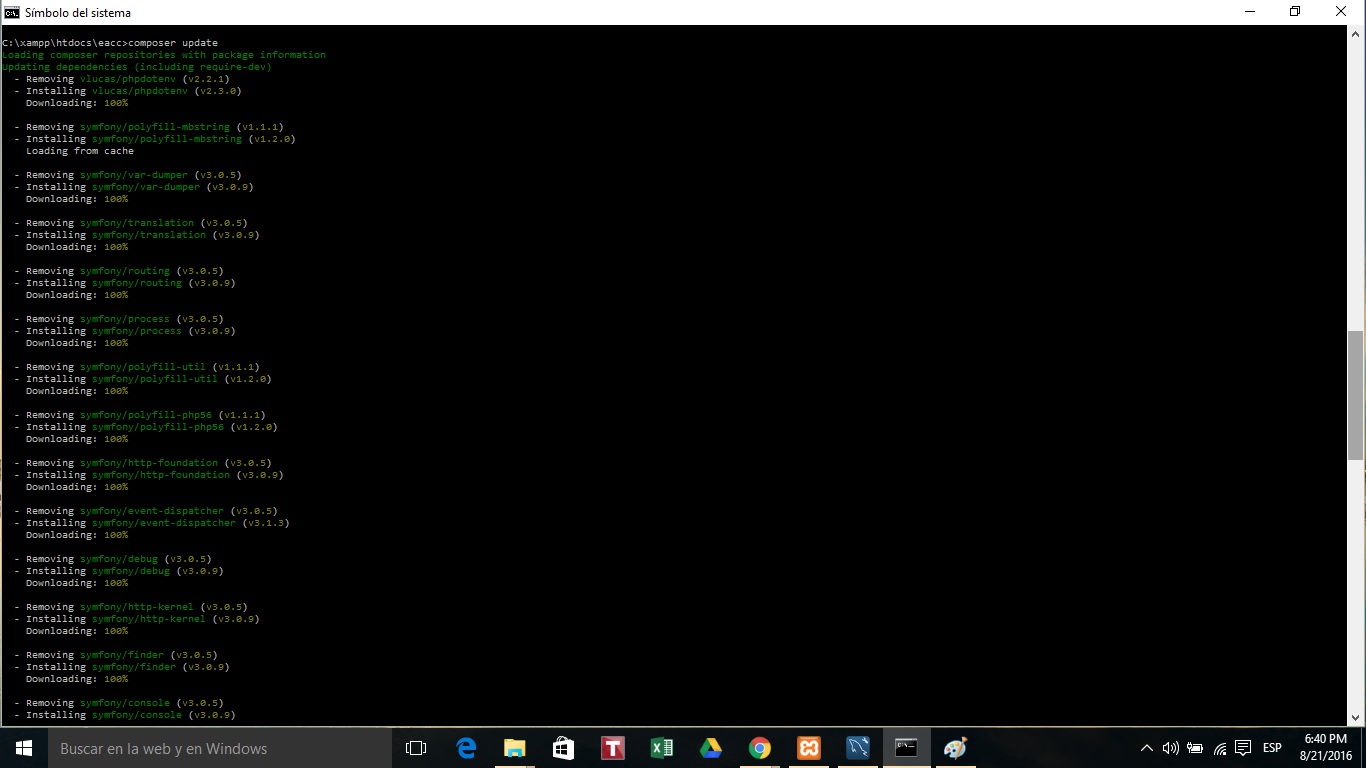 Símbolo del sistema
C:\xampp\htdocs\eacc>composer update
Loading composer repositories with package information
Updating dependencies (including require-dev)
- Removing vlucas/phpdotenv (v2.2.1)
- Installing vlucas/phpdotenv (v2.3.0)
Downloading: 100%
- Removing symfony/polyfill-mbstring (v1.1.1)
- Installing symfony/polyfill-mbstring (v1.2.0)
Loading from cache
- Removing symfony/var-dumper (v3.0.5)
- Installing symfony/var-dumper (v3.0.9)
Downloading: 100%
- Removing symfony/translation (v3.0.5)
- Installing symfony/translation (v3.0.9)
Downloading: 100%
- Removing symfony/routing (v3.0.5)
- Installing symfony/routing (v3.0.9)
Downloading: 100%
- Removing symfony/process (v3.0.5)
- Installing symfony/process (v3.0.9)
Downloading: 100%
- Removing symfony/polyfill-util (v1.1.1)
- Installing symfony/polyfill-util (v1.2.0)
Downloading: 100%
- Removing symfony/polyfill-php56 (v1.1.1)
- Installing symfony/polyfill-php56 (v1.2.0)
Downloading: 100%
- Removing symfony/http-foundation (v3.0.5)
- Installing symfony/http-foundation (v3.0.9)
Downloading: 100%
- Removing symfony/event-dispatcher (v3.0.5)
- Installing symfony/event-dispatcher (v3.1.3)
Downloading: 100%
- Removing symfony/debug (v3.0.5)
- Installing symfony/debug (v3.0.9)
Downloading: 100%
- Removing symfony/http-kernel (v3.0.5)
- Installing symfony/http-kernel (v3.0.9)
Downloading: 100%
- Removing symfony/finder (v3.0.5)
- Installing symfony/finder (v3.0.9)
Downloading: 100%
- Removing symfony/console (v3.0.5)
- Installing symfony/console (v3.0.9)
Buscar en la web y en Windows
ESP
6:40 PM
8/21/2016